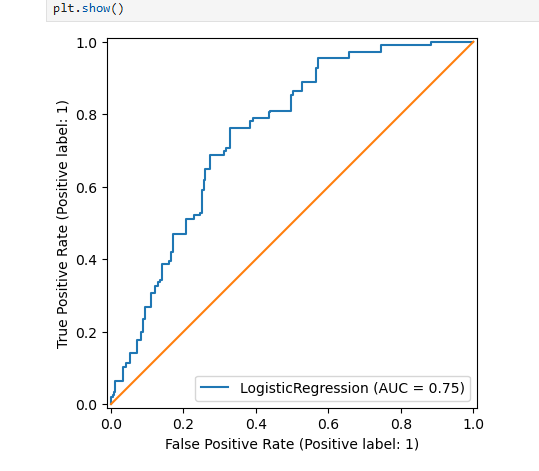 plt.show()
1.0
0.8
0.6
0.4
0.2
0.0
True Positive Rate (Positive label: 1)
LogisticRegression (AUC = 0.75)
0.0 0.2 0.4 0.6 0.8 1.0
False Positive Rate (Positive label: 1)